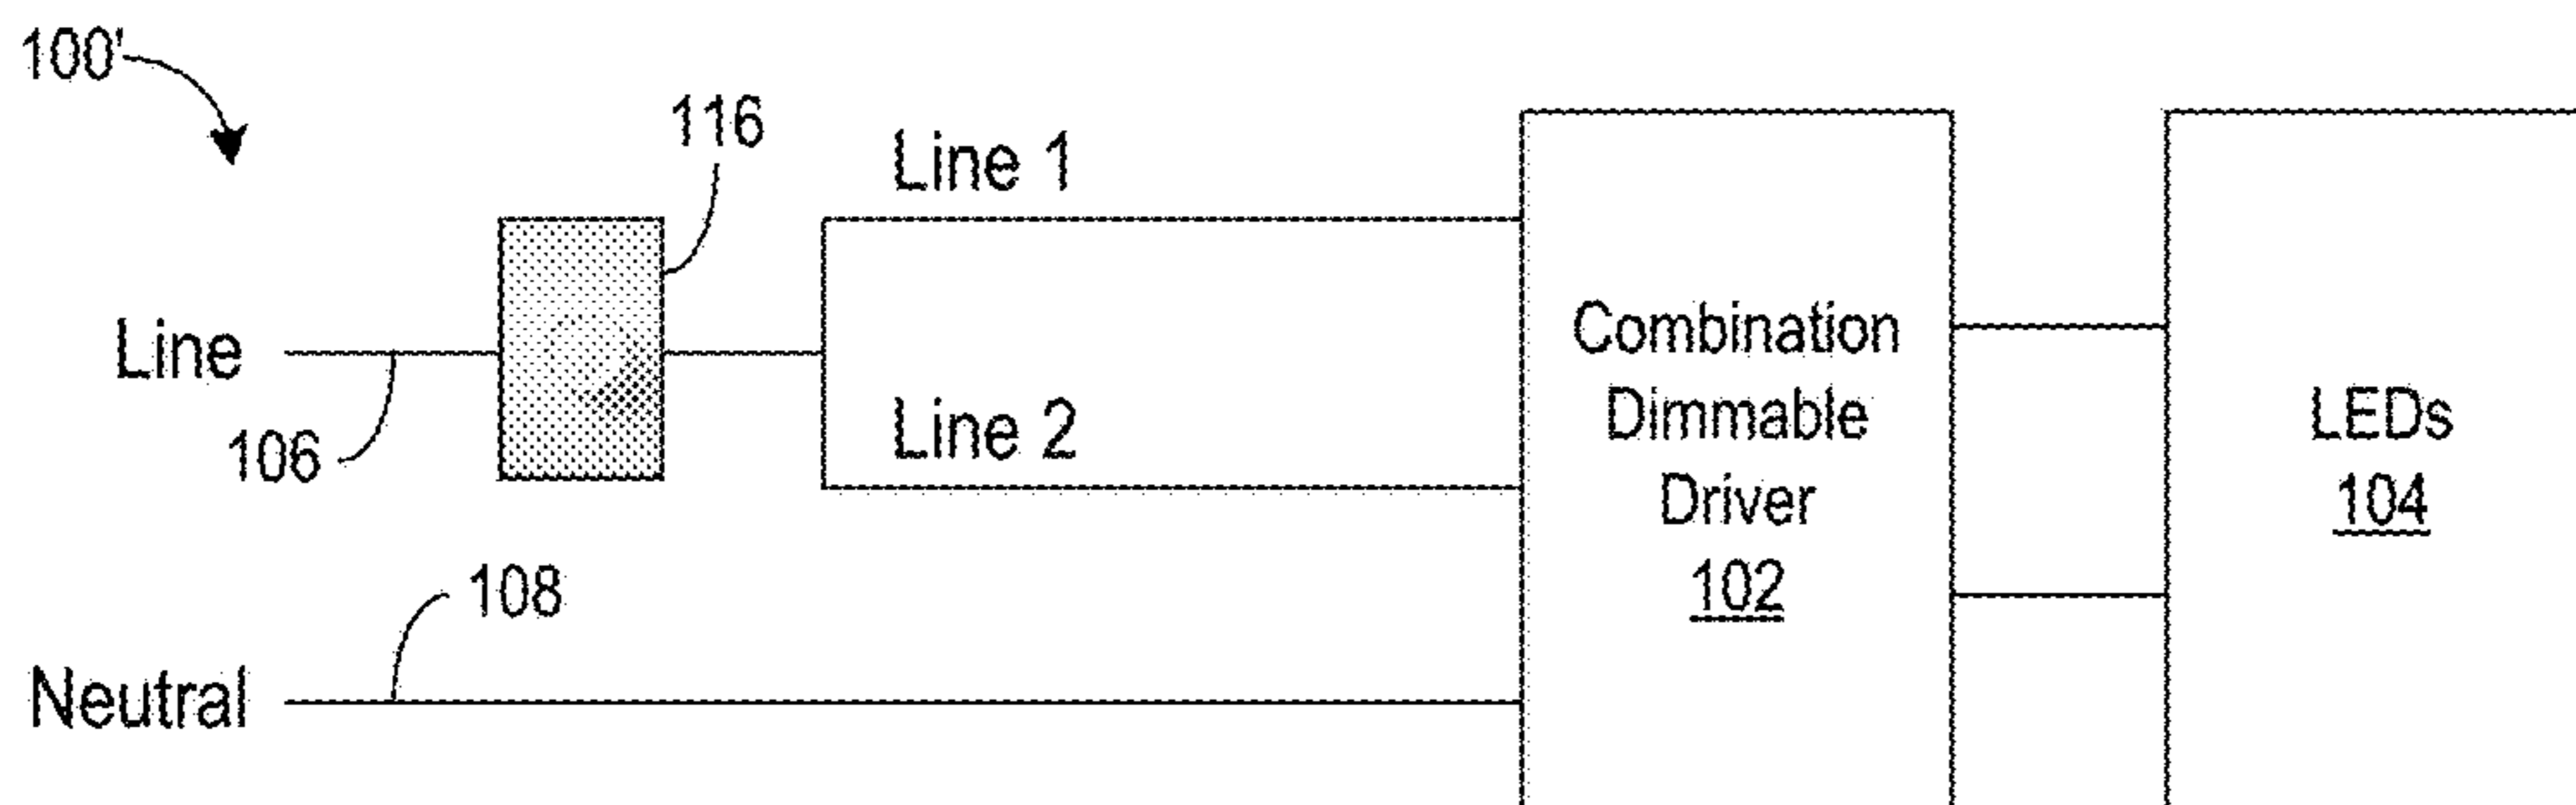 100'
116
Line 1
Line
106
Line 2
108
Neutral
Combination
Dimmable
Driver
102
LEDs
104